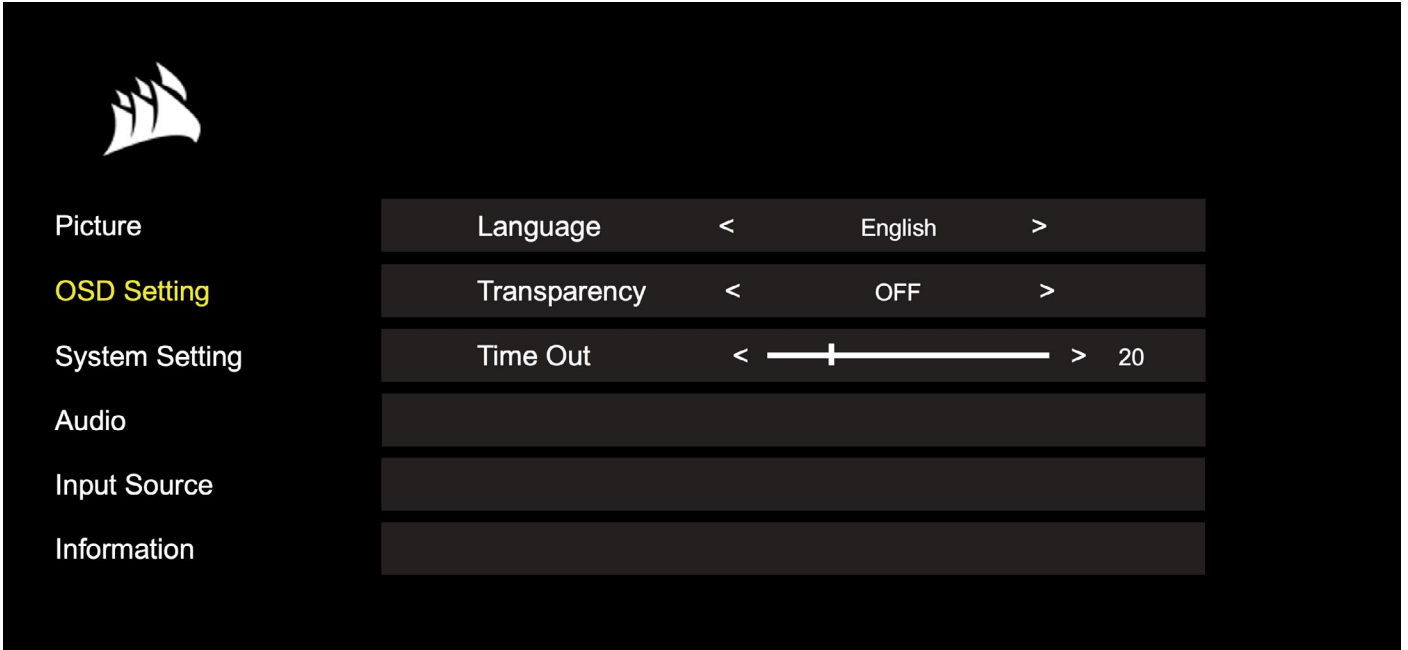 Picture Language < English >
OSD Setting Transparency < OFF >
System Setting Time Out < > 20
Audio
Input Source
Information